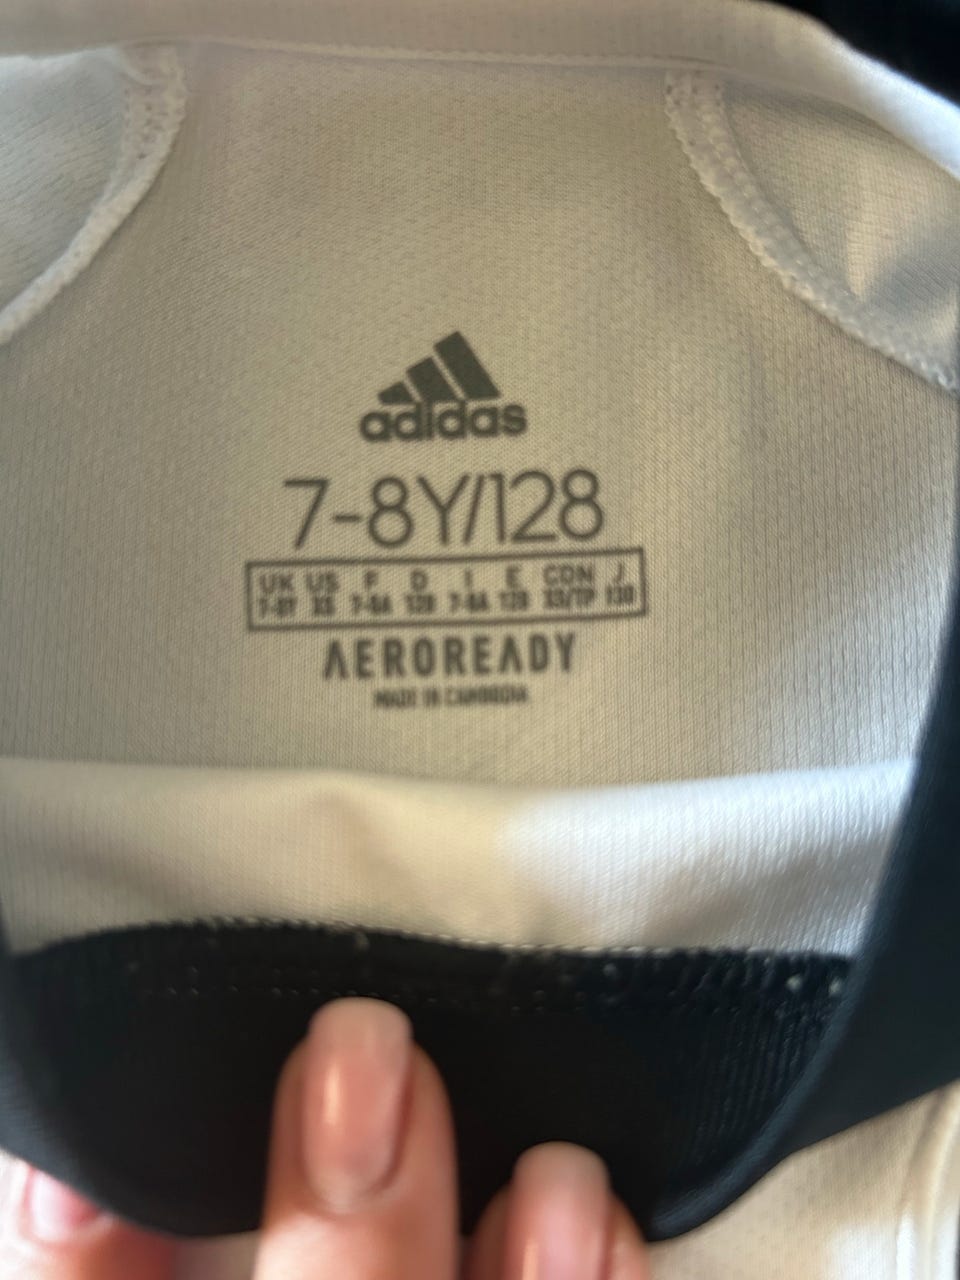 adidas
7-8Y/128
UK US F D I E CDN J
7-8Y XS 7-8A 128 7-8A 128 XS/TP 130
AEROREADY
MADE IN CAMBODIA